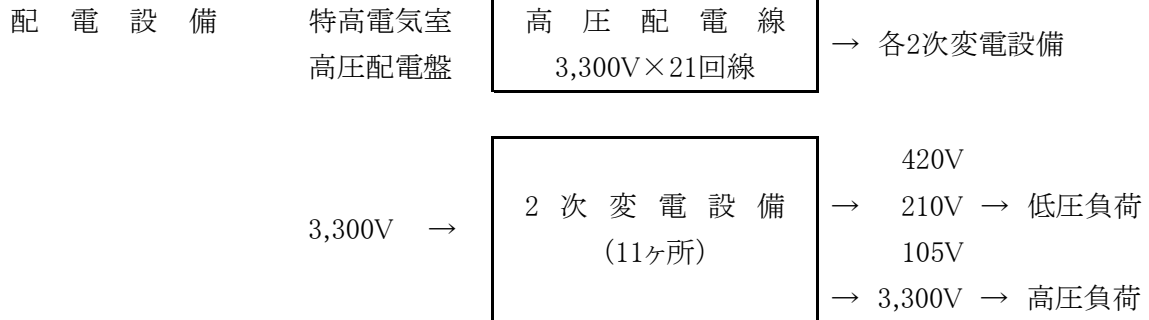 配電設備 特高電気室 高圧配電線
高圧配電盤 3,300V×21回線 → 各2次変電設備
420V
3,300V → 2次変電設備 → 210V → 低圧負荷
(11ヶ所)
105V
→ 3,300V → 高圧負荷